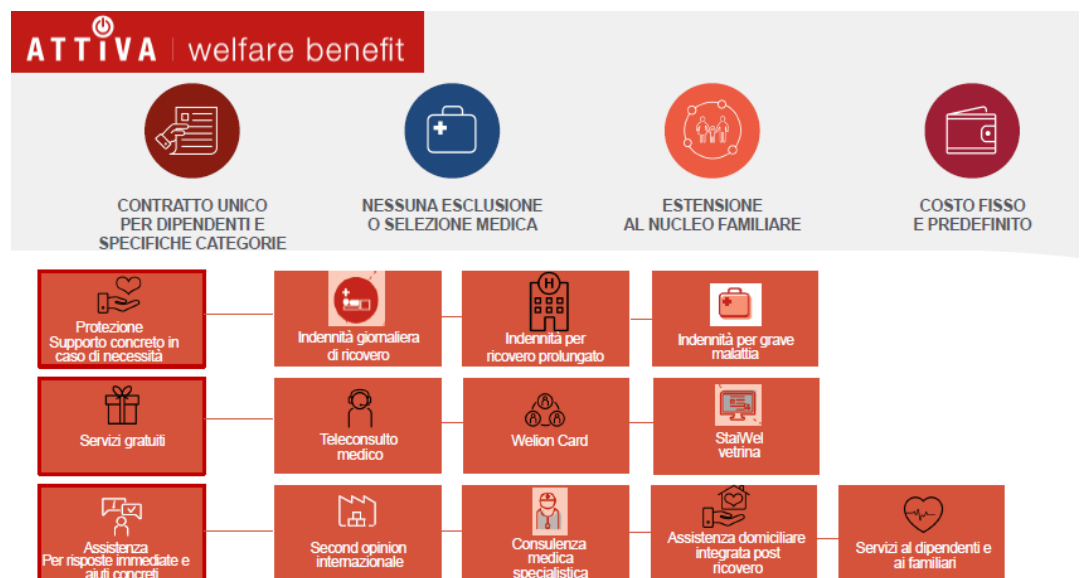 ATTIVA | welfare benefit
CONTRATTO UNICO
PER DIPENDENTI E
SPECIFICHE CATEGORIE
NESSUNA ESCLUSIONE
O SELEZIONE MEDICA
ESTENSIONE
AL NUCLEO FAMILIARE
COSTO FISSO
E PREDEFINITO
Protezione
Supporto concreto in
caso di necessità
Indennità giornaliera
di ricovero
H
Indennità per
ricovero prolungato
Indennità per grave
malattia
Servizi gratuiti
Teleconsulto
medico
Welion Card
StaiWel
vetrina
Assistenza
Per risposte immediate e
aiuti concreti
Second opinion
internazionale
Consulenza
medica
specialistica
Assistenza domiciliare
integrata post
ricovero
Servizi al dipendenti e
ai familiari